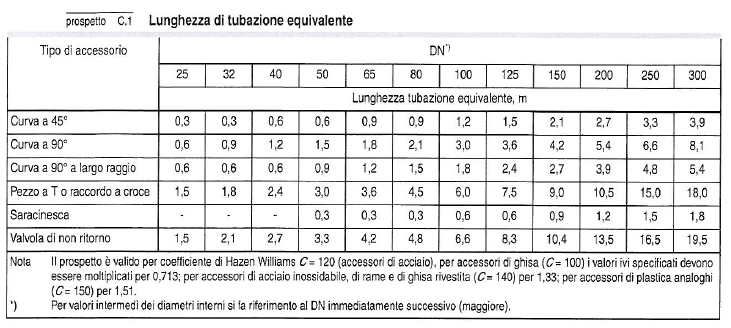 prospetto C.1 Lunghezza di tubazione equivalente
Tipo di accessorio DN*)
25 32 40 50 65 80 100 125 150 200 250 300
Lunghezza tubazione equivalente, m
Curva a 45° 0,3 0,3 0,6 0,6 0,9 0,9 1,2 1,5 2,1 2,7 3,3 3,9
Curva a 90° 0,6 0,9 1,2 1,5 1,8 2,1 3,0 3,6 4,2 5,4 6,6 8,1
Curva a 90° a largo raggio 0,6 0,6 0,6 0,9 1,2 1,5 1,8 2,4 2,7 3,9 4,8 5,4
Pezzo a T o raccordo a croce 1,5 1,8 2,4 3,0 3,6 4,5 6,0 7,5 9,0 10,5 15,0 18,0
Saracinesca - - - 0,3 0,3 0,3 0,6 0,6 0,9 1,2 1,5 1,8
Valvola di non ritorno 1,5 2,1 2,7 3,3 4,2 4,8 6,6 8,3 10,4 13,5 16,5 19,5
Nota Il prospetto è valido per coefficiente di Hazen Williams C = 120 (accessori di acciaio), per accessori di ghisa (C = 100) i valori ivi specificati devono
essere moltiplicati per 0,713; per accessori di acciaio inossidabile, di rame e di ghisa rivestita (C = 140) per 1,33; per accessori di plastica analoghi
(C = 150) per 1,51.
*) Per valori intermedi dei diametri interni si fa riferimento al DN immediatamente successivo (maggiore).